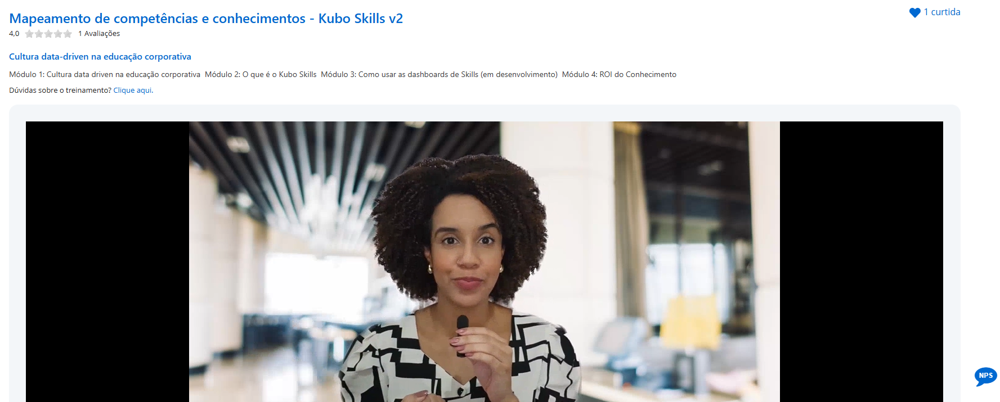 Mapeamento de competências e conhecimentos - Kubo Skills v2
1 curtida
4,0 1 Avaliações
Cultura data-driven na educação corporativa
Módulo 1: Cultura data driven na educação corporativa Módulo 2: O que é o Kubo Skills Módulo 3: Como usar as dashboards de Skills (em desenvolvimento) Módulo 4: ROI do Conhecimento
Dúvidas sobre o treinamento? Clique aqui.
NPS